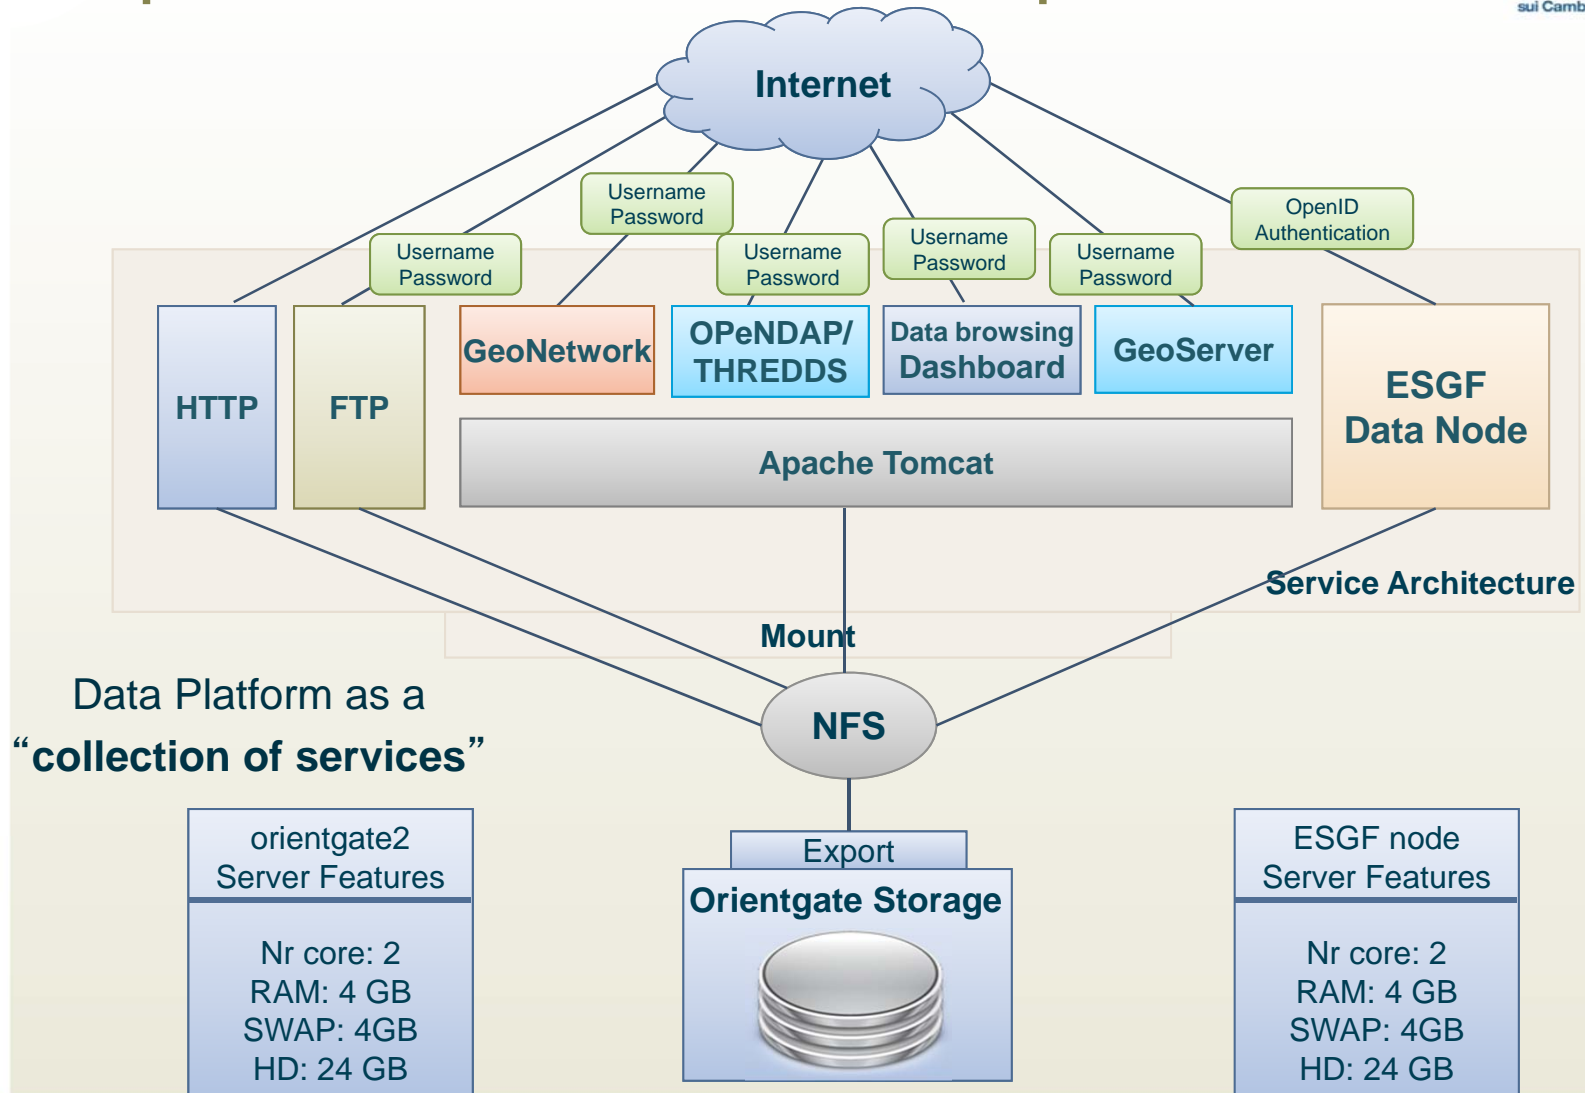 sui Camb
Internet
Username
Password
Username
Password
Username
Password
Username
Password
Username
Password
OpenID
Authentication
HTTP
FTP
GeoNetwork
OPeNDAP/
THREDDS
Data browsing
Dashboard
GeoServer
ESGF
Data Node
Apache Tomcat
Service Architecture
Mount
NFS
Data Platform as a
“collection of services”
Export
Orientgate Storage
orientgate2
Server Features
Nr core: 2
RAM: 4 GB
SWAP: 4GB
HD: 24 GB
ESGF node
Server Features
Nr core: 2
RAM: 4 GB
SWAP: 4GB
HD: 24 GB